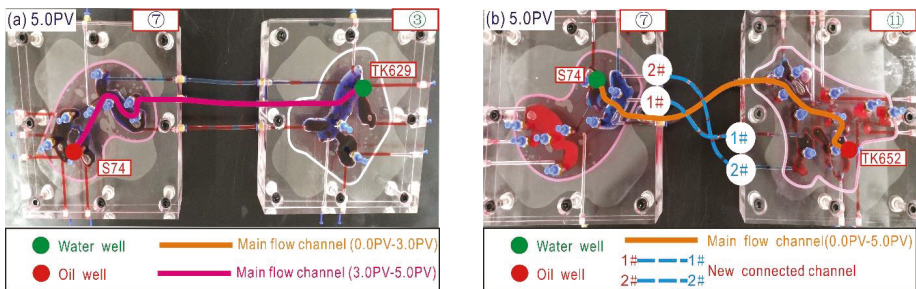 (a) 5.0PV
⑦
③
TK629
S74
Water well
Main flow channel (0.0PV-3.0PV)
Oil well
Main flow channel (3.0PV-5.0PV)
(b) 5.0PV
⑦
⑪
S74
2#
1#
1#
2#
TK652
Water well
Main flow channel(0.0PV-5.0PV)
Oil well
1# 1#
New connected channel
2# 2#